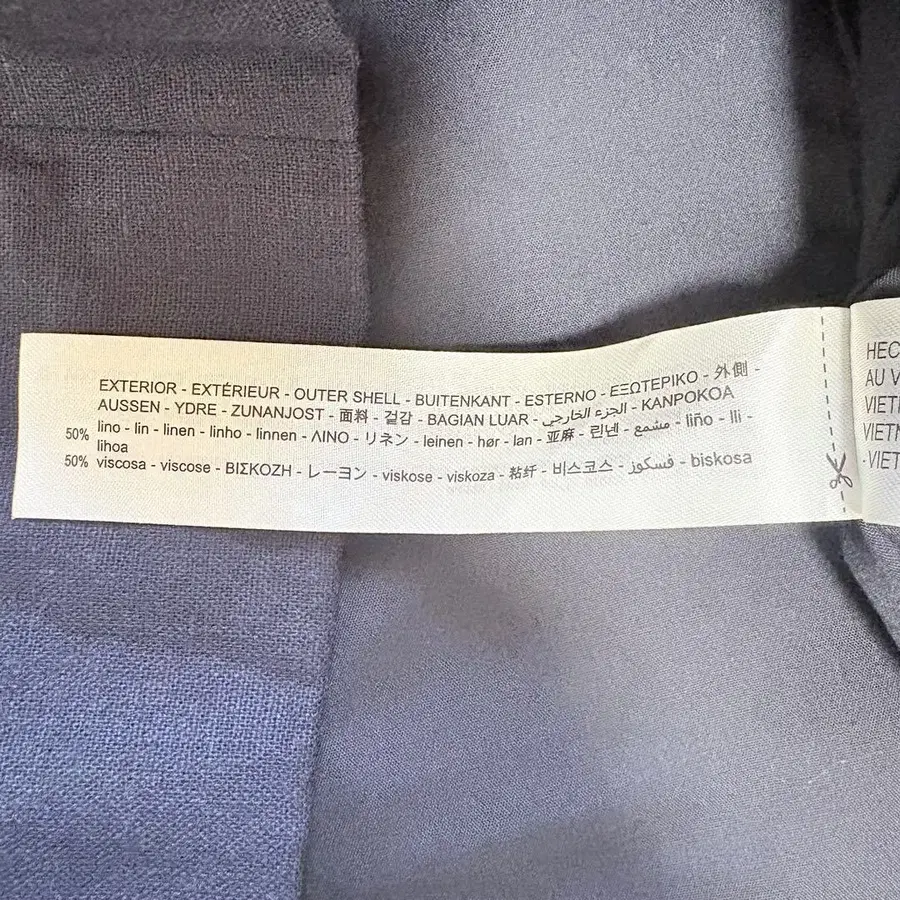 EXTERIOR - EXTÉRIEUR - OUTER SHELL - BUITENKANT - ESTERNO - ΕΞΩΤΕΡΙΚΟ - 外側 -
AUSSEN - YDRE - ZUNANJOST - 面料 - 겉감 - BAGIAN LUAR - الجزء الخارجي - KANPOKOA
50% lino - lin - linen - linho - linnen - ΛΙΝΟ - リネン - leinen - hør - lan - 亚麻 - 린넨 - مشمع - liño - lli -
lihoa
50% viscosa - viscose - ΒΙΣΚΟΖΗ - レーヨン - viskose - viskoza - 粘纤 - 비스코스 - فسكوز - biskosa
HEC
AU V
VIET
VIETN
-VIET